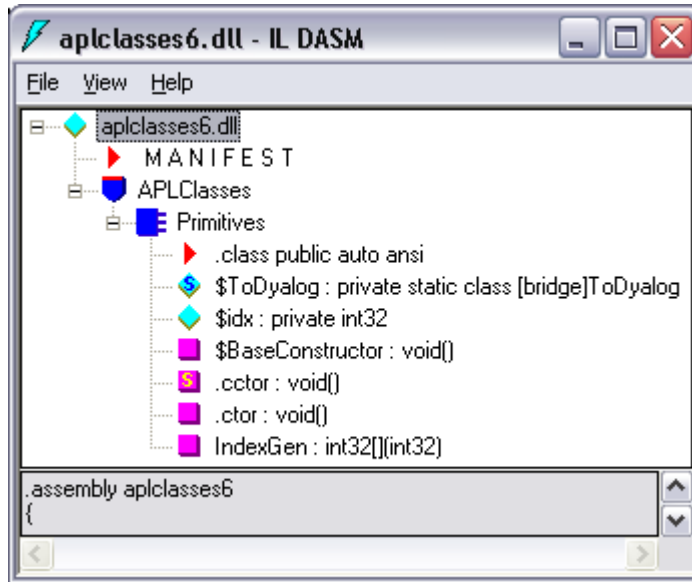 aplclasses6.dll - IL DASM
File View Help
aplclasses6.dll
M A N I F E S T
APLClasses
Primitives
.class public auto ansi
$ToDyalog : private static class [bridge]ToDyalog
$idx : private int32
$BaseConstructor : void()
.cctor : void()
.ctor : void()
IndexGen : int32[](int32)
.assembly aplclasses6
{